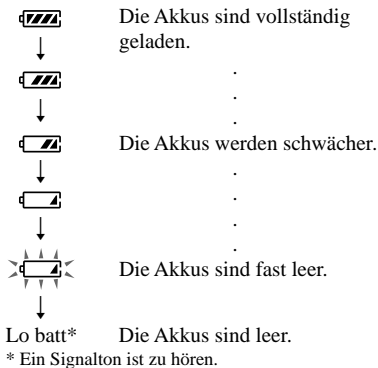 Die Akkus sind vollständig
geladen.
.
.
.
Die Akkus werden schwächer.
.
.
.
.
Die Akkus sind fast leer.
Lo batt* Die Akkus sind leer.
* Ein Signalton ist zu hören.